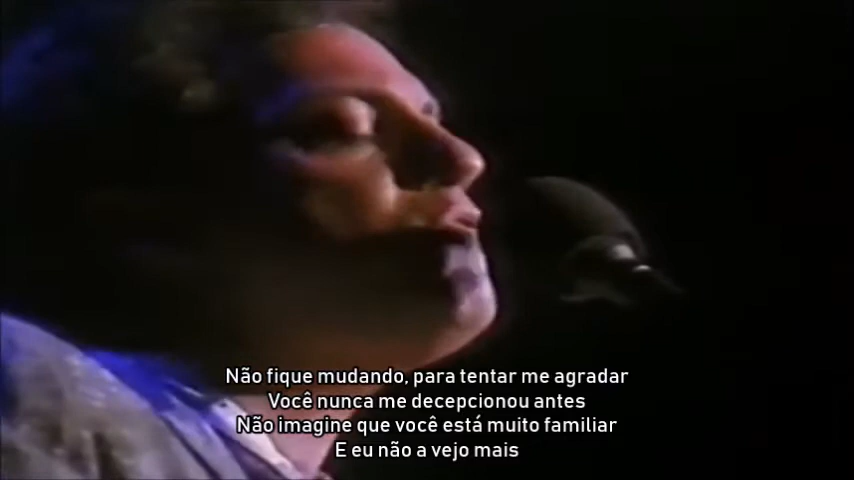 Não fique mudando, para tentar me agradar
Você nunca me decepcionou antes
Não imagine que você está muito familiar
E eu não a vejo mais